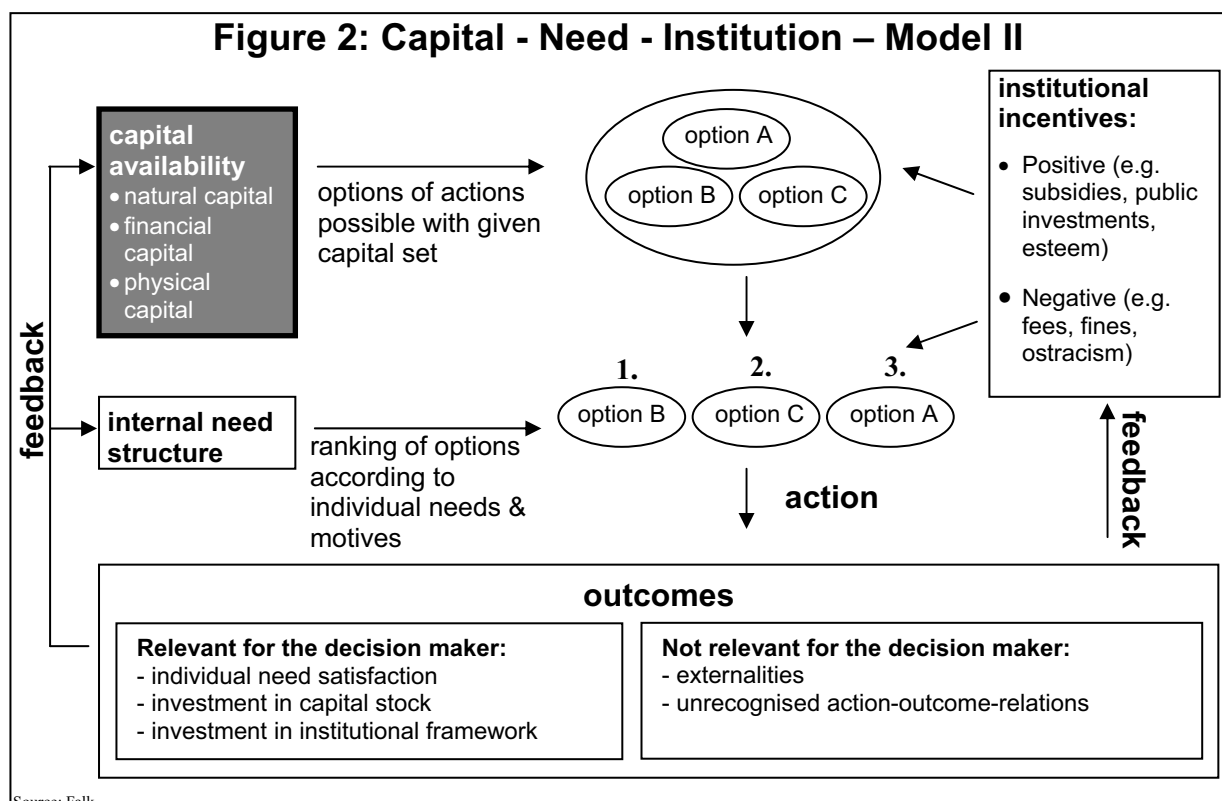 Figure 2: Capital - Need - Institution – Model II
capital
availability
• natural capital
• financial
capital
• physical
capital
options of actions
possible with given
capital set
option A
option B
option C
institutional
incentives:
• Positive (e.g.
subsidies, public
investments,
esteem)
• Negative (e.g.
fees, fines,
ostracism)
feedback
internal need
structure
ranking of options
according to
individual needs &
motives
1.
2.
3.
option B
option C
option A
action
feedback
outcomes
Relevant for the decision maker:
- individual need satisfaction
- investment in capital stock
- investment in institutional framework
Not relevant for the decision maker:
- externalities
- unrecognised action-outcome-relations
Source: Falk